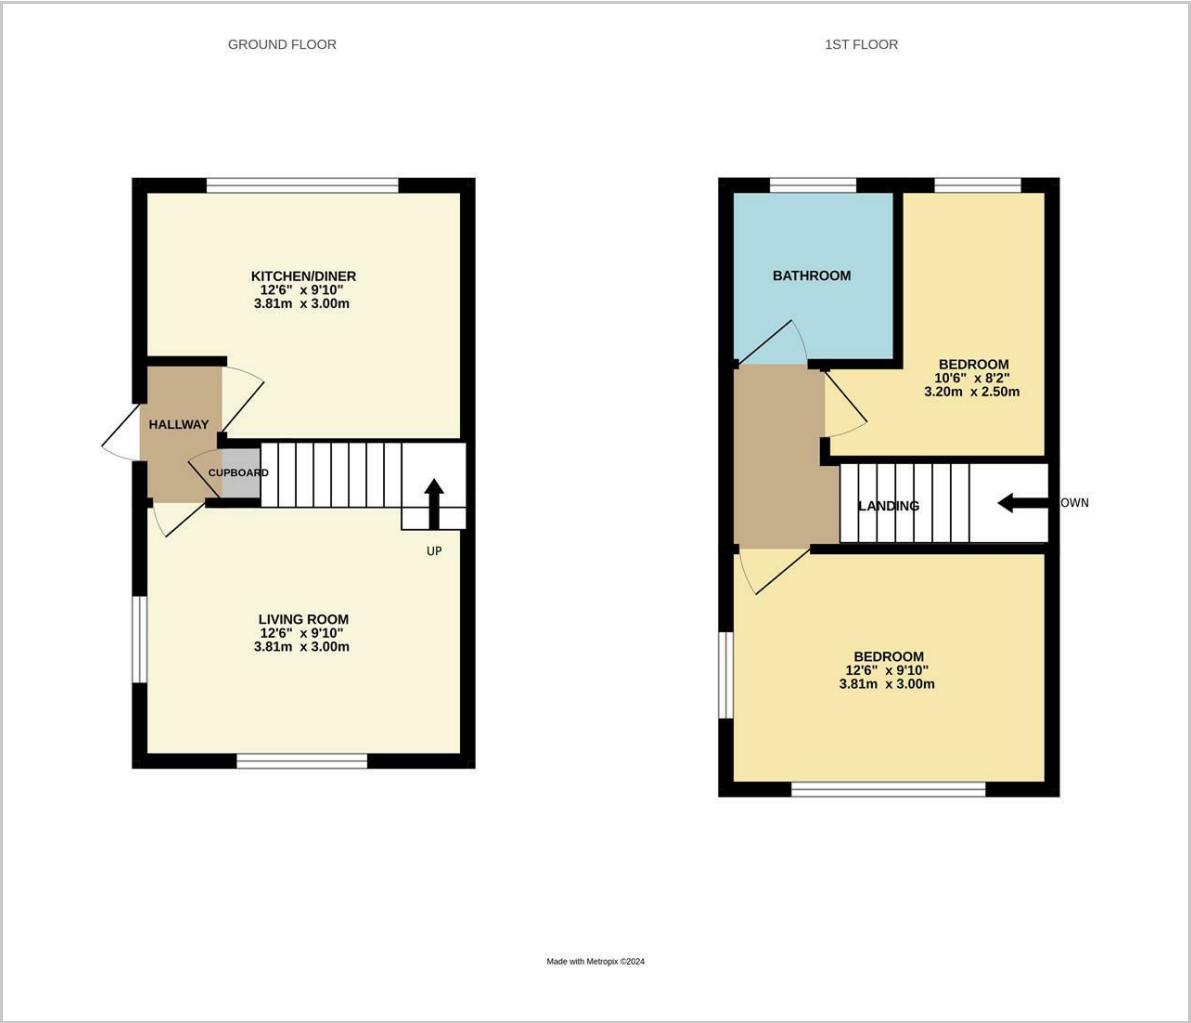 GROUND FLOOR
1ST FLOOR
KITCHEN/DINER
12'6" x 9'10"
3.81m x 3.00m
HALLWAY
CUPBOARD
UP
LIVING ROOM
12'6" x 9'10"
3.81m x 3.00m
BATHROOM
BEDROOM
10'6" x 8'2"
3.20m x 2.50m
LANDING
OWN
BEDROOM
12'6" x 9'10"
3.81m x 3.00m
Made with Metropix ©2024